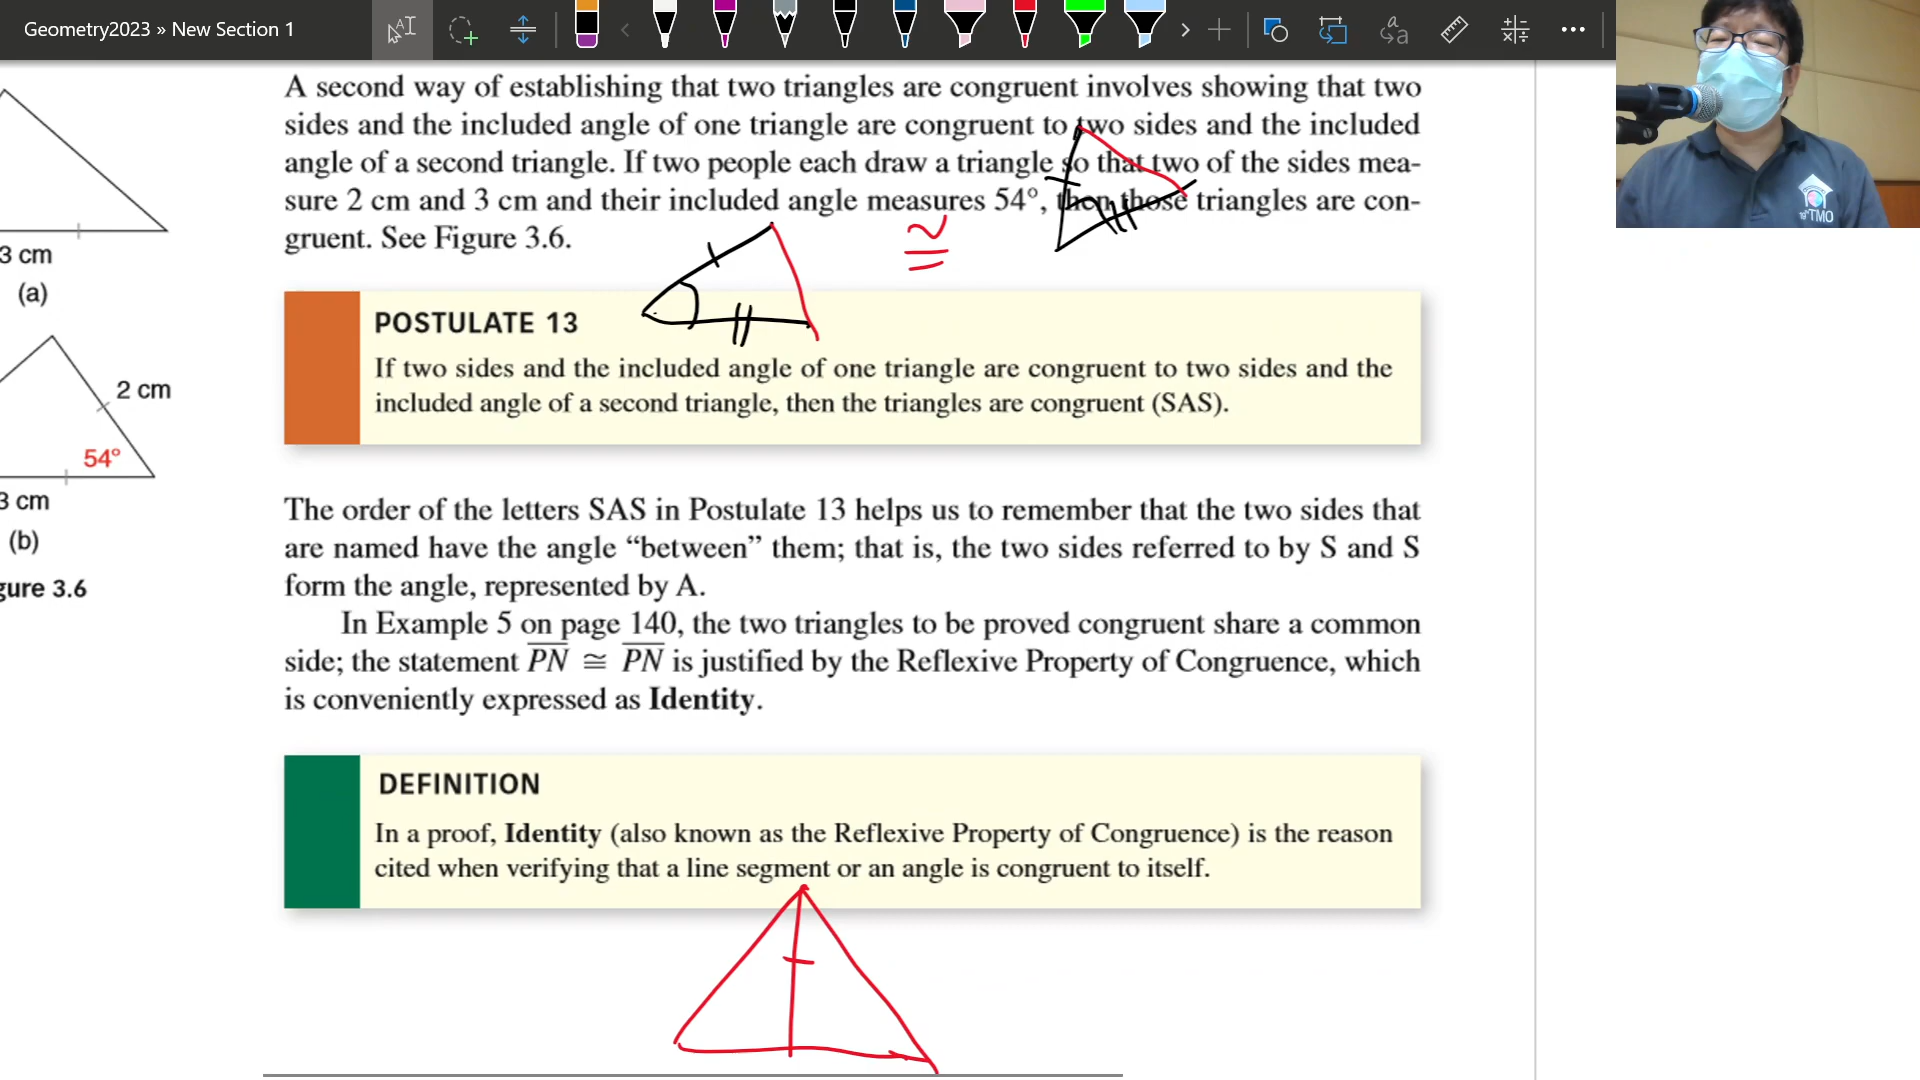 Geometry2023 » New Section 1
A second way of establishing that two triangles are congruent involves showing that two
sides and the included angle of one triangle are congruent to two sides and the included
angle of a second triangle. If two people each draw a triangle so that two of the sides mea-
sure 2 cm and 3 cm and their included angle measures 54°, then those triangles are con-
gruent. See Figure 3.6.
≅
3 cm
(a)
POSTULATE 13
If two sides and the included angle of one triangle are congruent to two sides and the
included angle of a second triangle, then the triangles are congruent (SAS).
2 cm
54°
3 cm
(b)
gure 3.6
The order of the letters SAS in Postulate 13 helps us to remember that the two sides that
are named have the angle “between” them; that is, the two sides referred to by S and S
form the angle, represented by A.
In Example 5 on page 140, the two triangles to be proved congruent share a common
side; the statement PN ≅ PN is justified by the Reflexive Property of Congruence, which
is conveniently expressed as Identity.
DEFINITION
In a proof, Identity (also known as the Reflexive Property of Congruence) is the reason
cited when verifying that a line segment or an angle is congruent to itself.
TMO